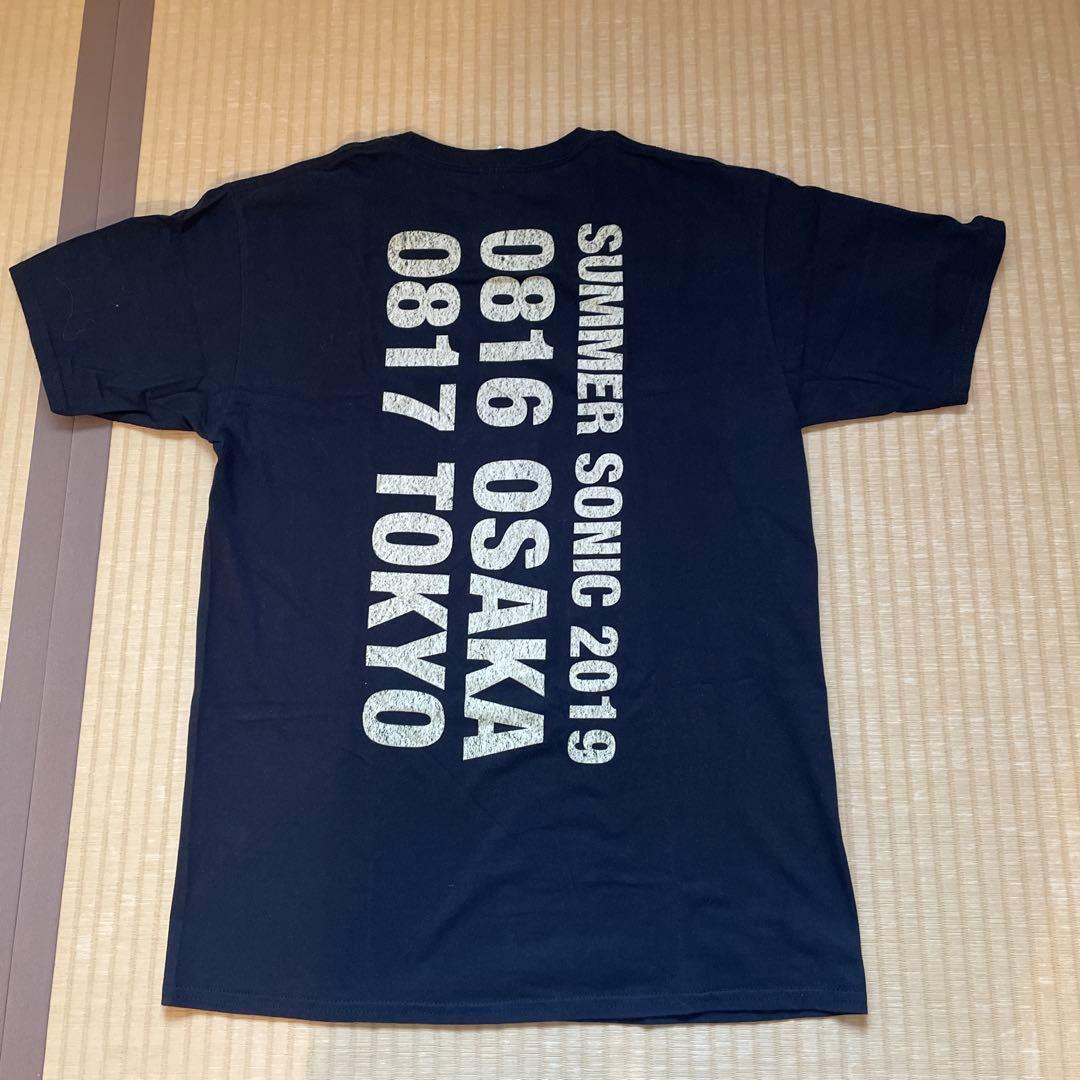 SUMMER SONIC 2019
0816 OSAKA
0817 TOKYO